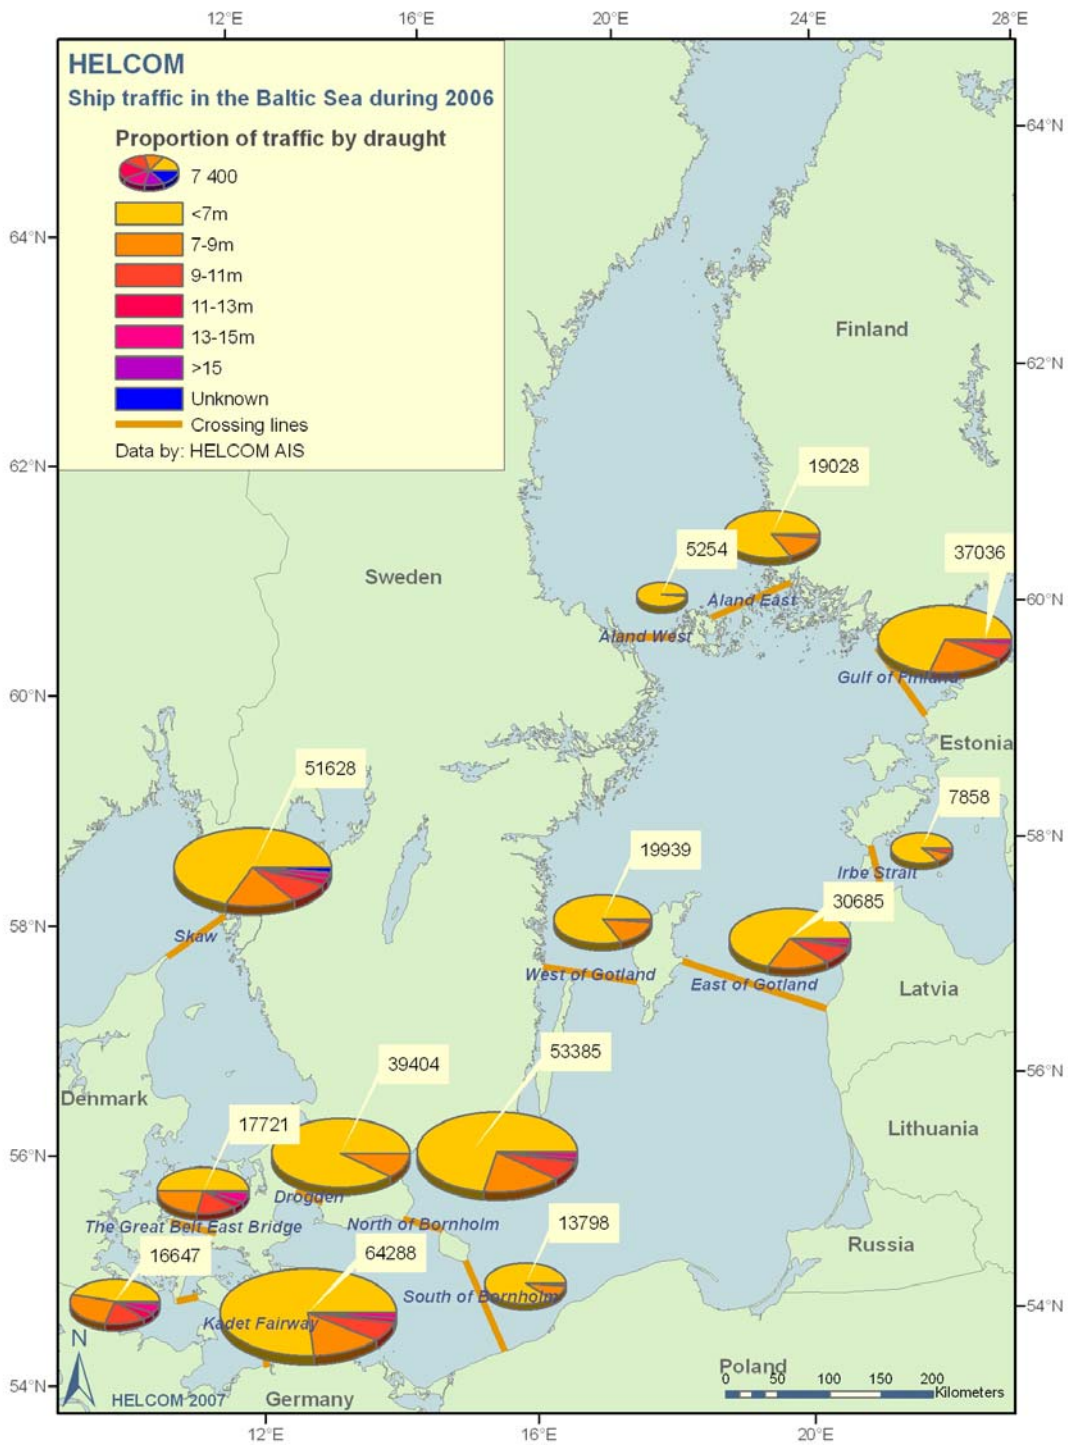 12°E 16°E 20°E 24°E 28°E
HELCOM
Ship traffic in the Baltic Sea during 2006
Proportion of traffic by draught
7 400
<7m
7-9m
9-11m
11-13m
13-15m
>15
Unknown
Crossing lines
Data by: HELCOM AIS
64°N
64°N
Finland
62°N
62°N
19028
5254
37036
Sweden
Aland East
60°N
Aland West
Gulf of Finland
60°N
Estonia
51628
7858
58°N
19939
Irbe Strait
30685
58°N
Skaw
West of Gotland
East of Gotland
Latvia
53385
39404
56°N
Denmark
17721
Lithuania
56°N
Drogden
The Great Belt East Bridge
North of Bornholm
13798
16647
64288
Russia
South of Bornholm
54°N
Kadet Fairway
N
Poland
54°N
HELCOM 2007
Germany
0 50 100 150 200
Kilometers
12°E 16°E 20°E